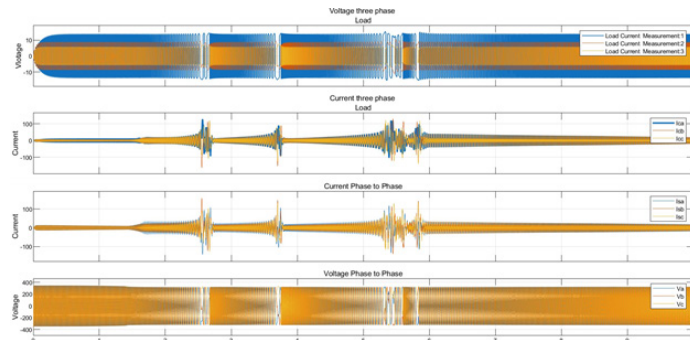 Voltage three phase
Load
Load Current Measurement:1
Load Current Measurement:2
Load Current Measurement:3
10
0
-10
Current three phase
Load
Current
100
0
-100
Ica
Icb
Icc
Current Phase to Phase
Current
100
0
-100
Isa
Isb
Isc
Voltage Phase to Phase
Voltage
400
200
0
-200
-400
Va
Vb
Vc